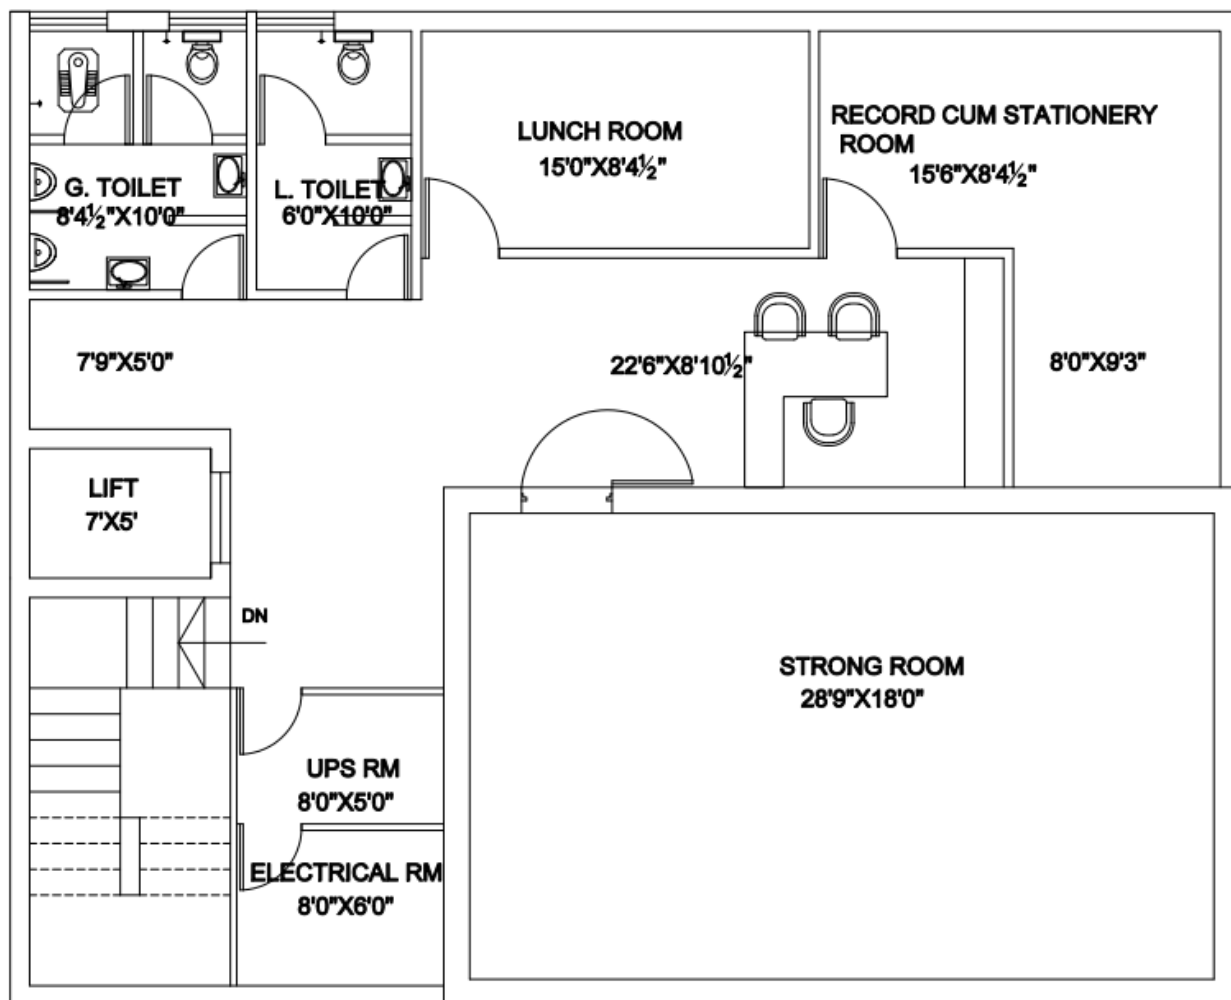 LUNCH ROOM
15'0"X8'4½"
RECORD CUM STATIONERY
ROOM
15'6"X8'4½"
G. TOILET
8'4½"X10'0"
L. TOILET
6'0"X10'0"
7'9"X5'0"
22'6"X8'10½"
8'0"X9'3"
LIFT
7'X5'
DN
STRONG ROOM
28'9"X18'0"
UPS RM
8'0"X5'0"
ELECTRICAL RM
8'0"X6'0"